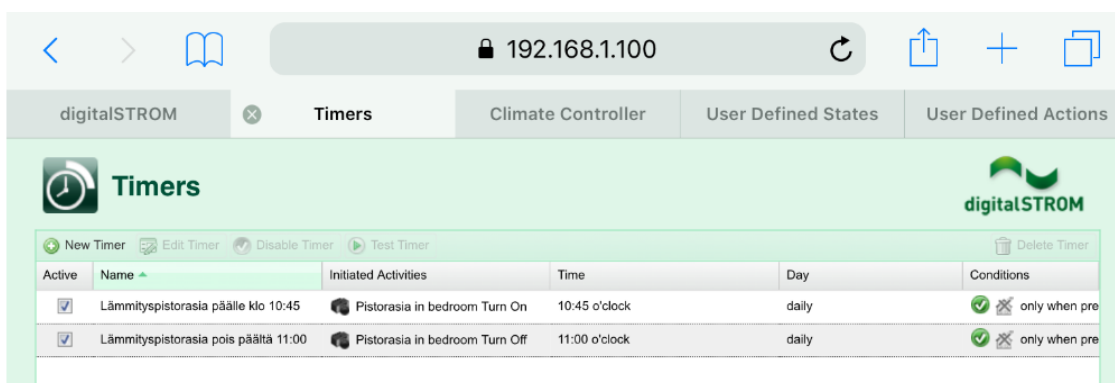 192.168.1.100
digitalSTROM Timers Climate Controller User Defined States User Defined Actions
Timers
digitalSTROM
New Timer Edit Timer Disable Timer Test Timer Delete Timer
Active Name Initiated Activities Time Day Conditions
Lämmityspistorasia päälle klo 10:45 Pistorasia in bedroom Turn On 10:45 o'clock daily only when pre
Lämmityspistorasia pois päältä 11:00 Pistorasia in bedroom Turn Off 11:00 o'clock daily only when pre